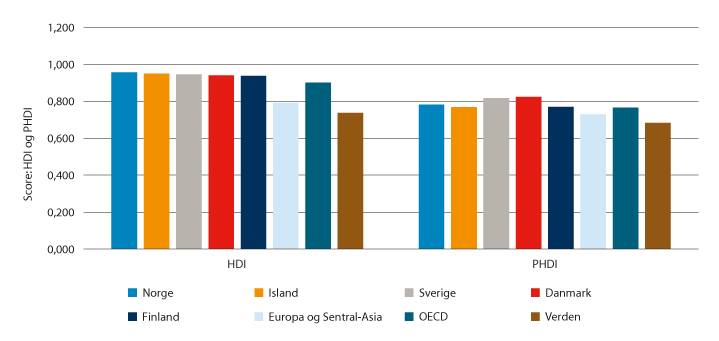 1,200
1,000
0,800
0,600
0,400
0,200
0,000
Score: HDI og PHDI
HDI PHDI
Norge Island Sverige Danmark
Finland Europa og Sentral-Asia OECD Verden